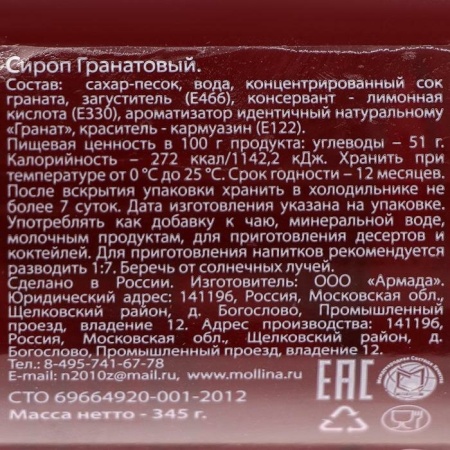 Сироп Гранатовый.
Состав: сахар-песок, вода, концентрированный сок
граната, загуститель (Е466), консервант - лимонная
кислота (Е330), ароматизатор идентичный натуральному
«Гранат», краситель - кармуазин (Е122).
Пищевая ценность в 100 г продукта: углеводы – 51 г.
Калорийность – 272 ккал/1142,2 кДж. Хранить при
температуре от 0 °С до 25 °С. Срок годности – 12 месяцев.
После вскрытия упаковки хранить в холодильнике не
более 7 суток. Дата изготовления указана на упаковке.
Употреблять как добавку к чаю, минеральной воде,
молочным продуктам, для приготовления десертов и
коктейлей. Для приготовления напитков рекомендуется
разводить 1:7. Беречь от солнечных лучей.
Сделано в России. Изготовитель: ООО «Армада».
Юридический адрес: 141196, Россия, Московская обл.,
Щелковский район, д. Богослово, Промышленный
проезд, владение 12. Адрес производства: 141196,
Россия, Московская обл., Щелковский район, д.
Богослово, Промышленный проезд, владение 12.
Тел.: 8-495-741-67-78
E-mail: n2010z@mail.ru, www.mollina.ru
СТО 69664920-001-2012
Масса нетто - 345 г.
ЕАС